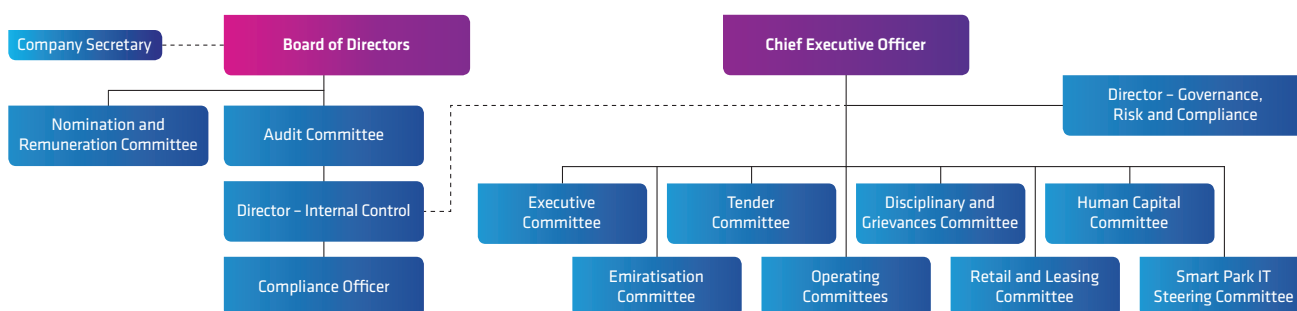 Company Secretary
Board of Directors
Chief Executive Officer
Nomination and
Remuneration Committee
Audit Committee
Director – Governance,
Risk and Compliance
Director – Internal Control
Compliance Officer
Executive
Committee
Tender
Committee
Disciplinary and
Grievances Committee
Human Capital
Committee
Emiratisation
Committee
Operating
Committees
Retail and Leasing
Committee
Smart Park IT
Steering Committee